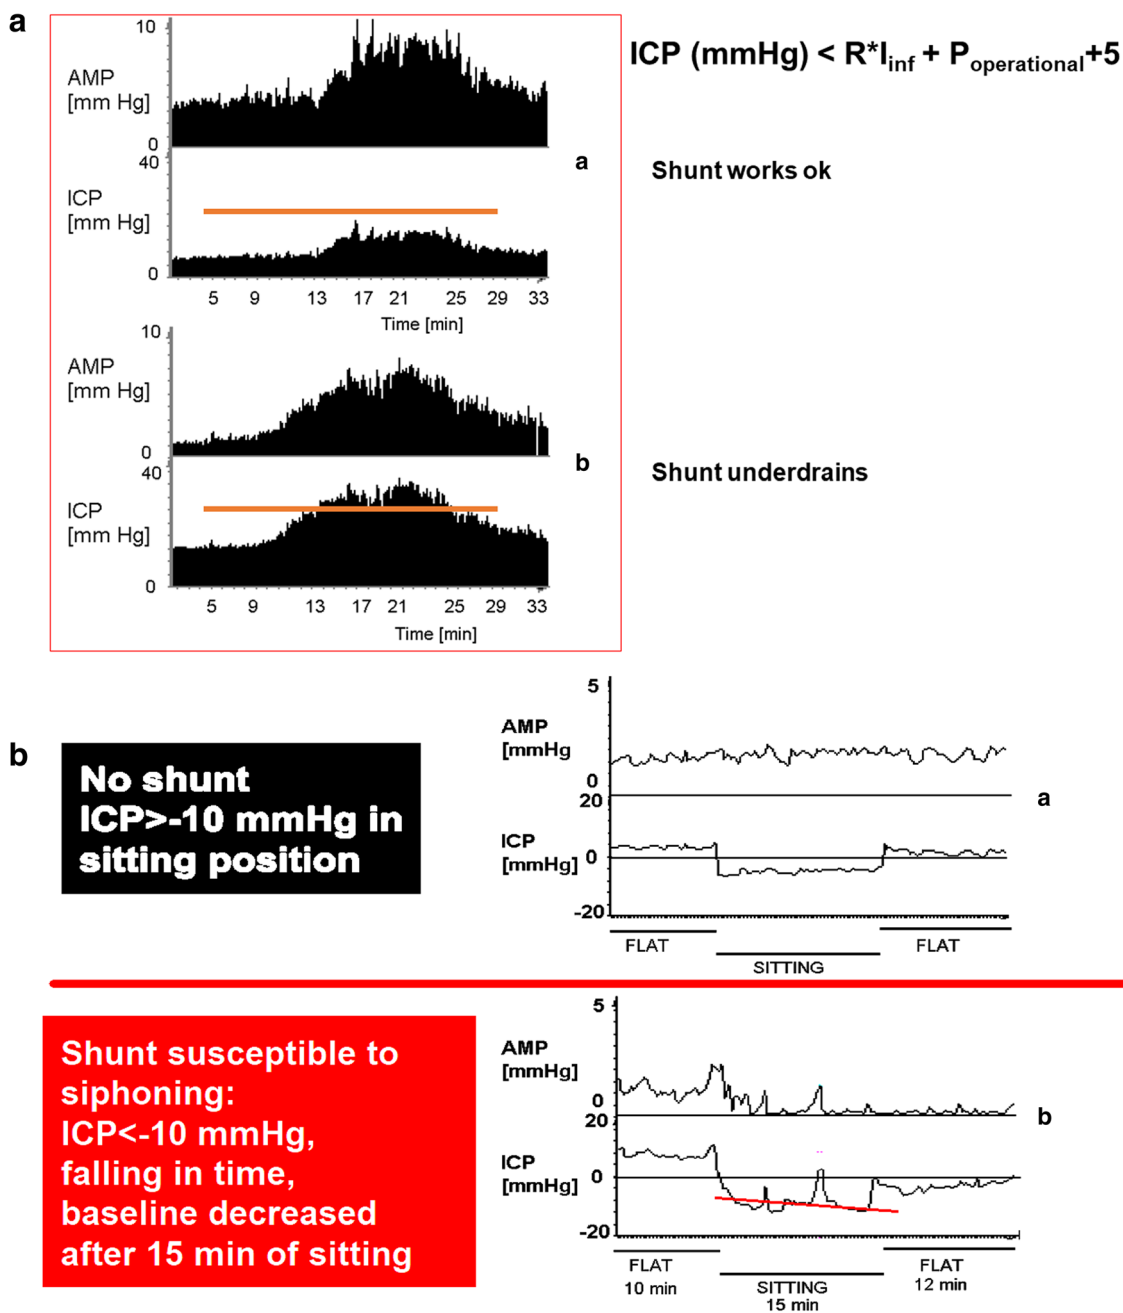 a
ICP (mmHg) < R*I_inf + P_operational+5
10
AMP
[mm Hg]
0
40
ICP
[mm Hg]
0
5 9 13 17 21 25 29 33
Time [min]
a
Shunt works ok
10
AMP
[mm Hg]
0
40
ICP
[mm Hg]
0
5 9 13 17 21 25 29 33
Time [min]
b
Shunt underdrains
b
No shunt
ICP>-10 mmHg in
sitting position
5
AMP
[mmHg
0
20
ICP
[mmHg]
0
-20
FLAT
SITTING
FLAT
a
Shunt susceptible to
siphoning:
ICP<-10 mmHg,
falling in time,
baseline decreased
after 15 min of sitting
5
AMP
[mmHg]
0
20
ICP
[mmHg]
0
-20
FLAT
10 min
SITTING
15 min
FLAT
12 min
b